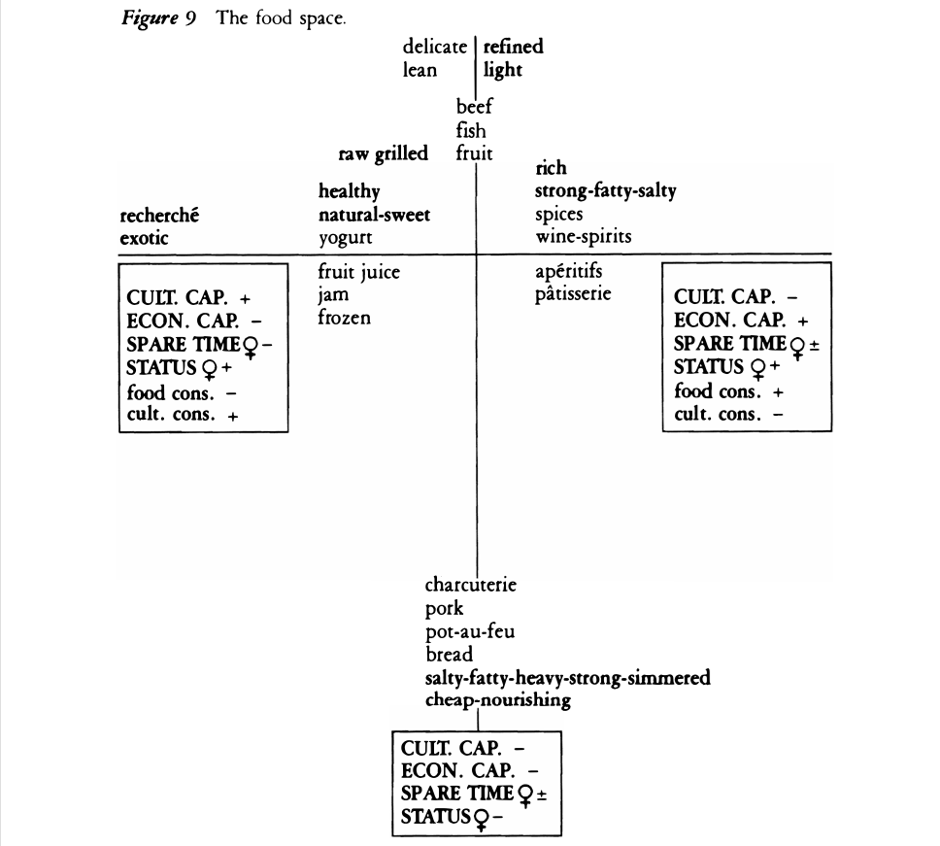 Figure 9 The food space.
delicate refined
lean light
beef
fish
fruit
raw grilled
healthy
natural-sweet
yogurt
rich
strong-fatty-salty
spices
wine-spirits
recherché
exotic
fruit juice
jam
frozen
apéritifs
pâtisserie
CULT. CAP. +
ECON. CAP. −
SPARE TIME♀−
STATUS ♀+
food cons. −
cult. cons. +
CULT. CAP. −
ECON. CAP. +
SPARE TIME♀±
STATUS ♀+
food cons. +
cult. cons. −
charcuterie
pork
pot-au-feu
bread
salty-fatty-heavy-strong-simmered
cheap-nourishing
CULT. CAP. −
ECON. CAP. −
SPARE TIME♀±
STATUS♀−